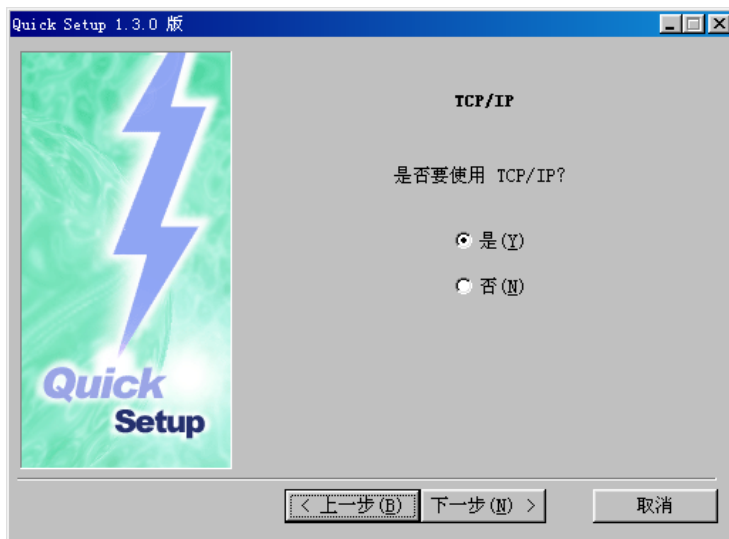 Quick Setup 1.3.0 版
TCP/IP
是否要使用 TCP/IP?
是(Y)
否(N)
Quick
Setup
< 上一步(B)
下一步(N) >
取消